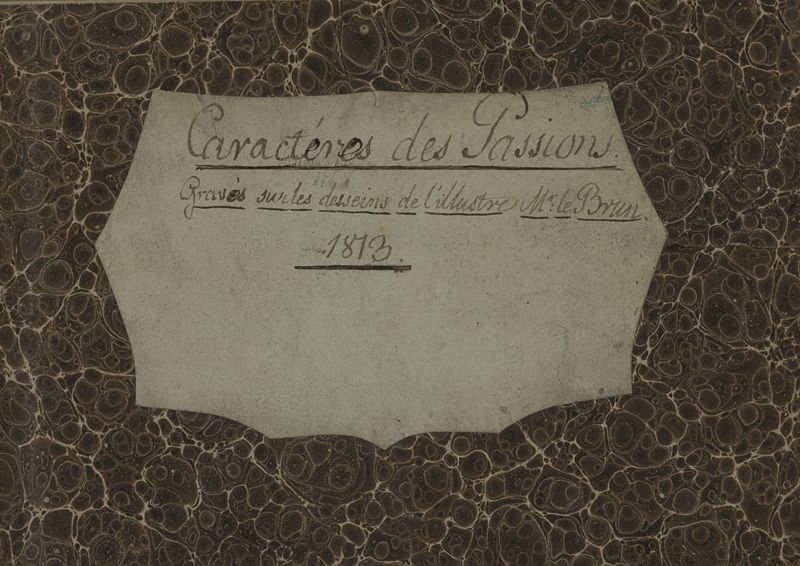 Caractéres des Passions.
Gravés sur les desseins de l'illustre Mr. le Brun.
1813.